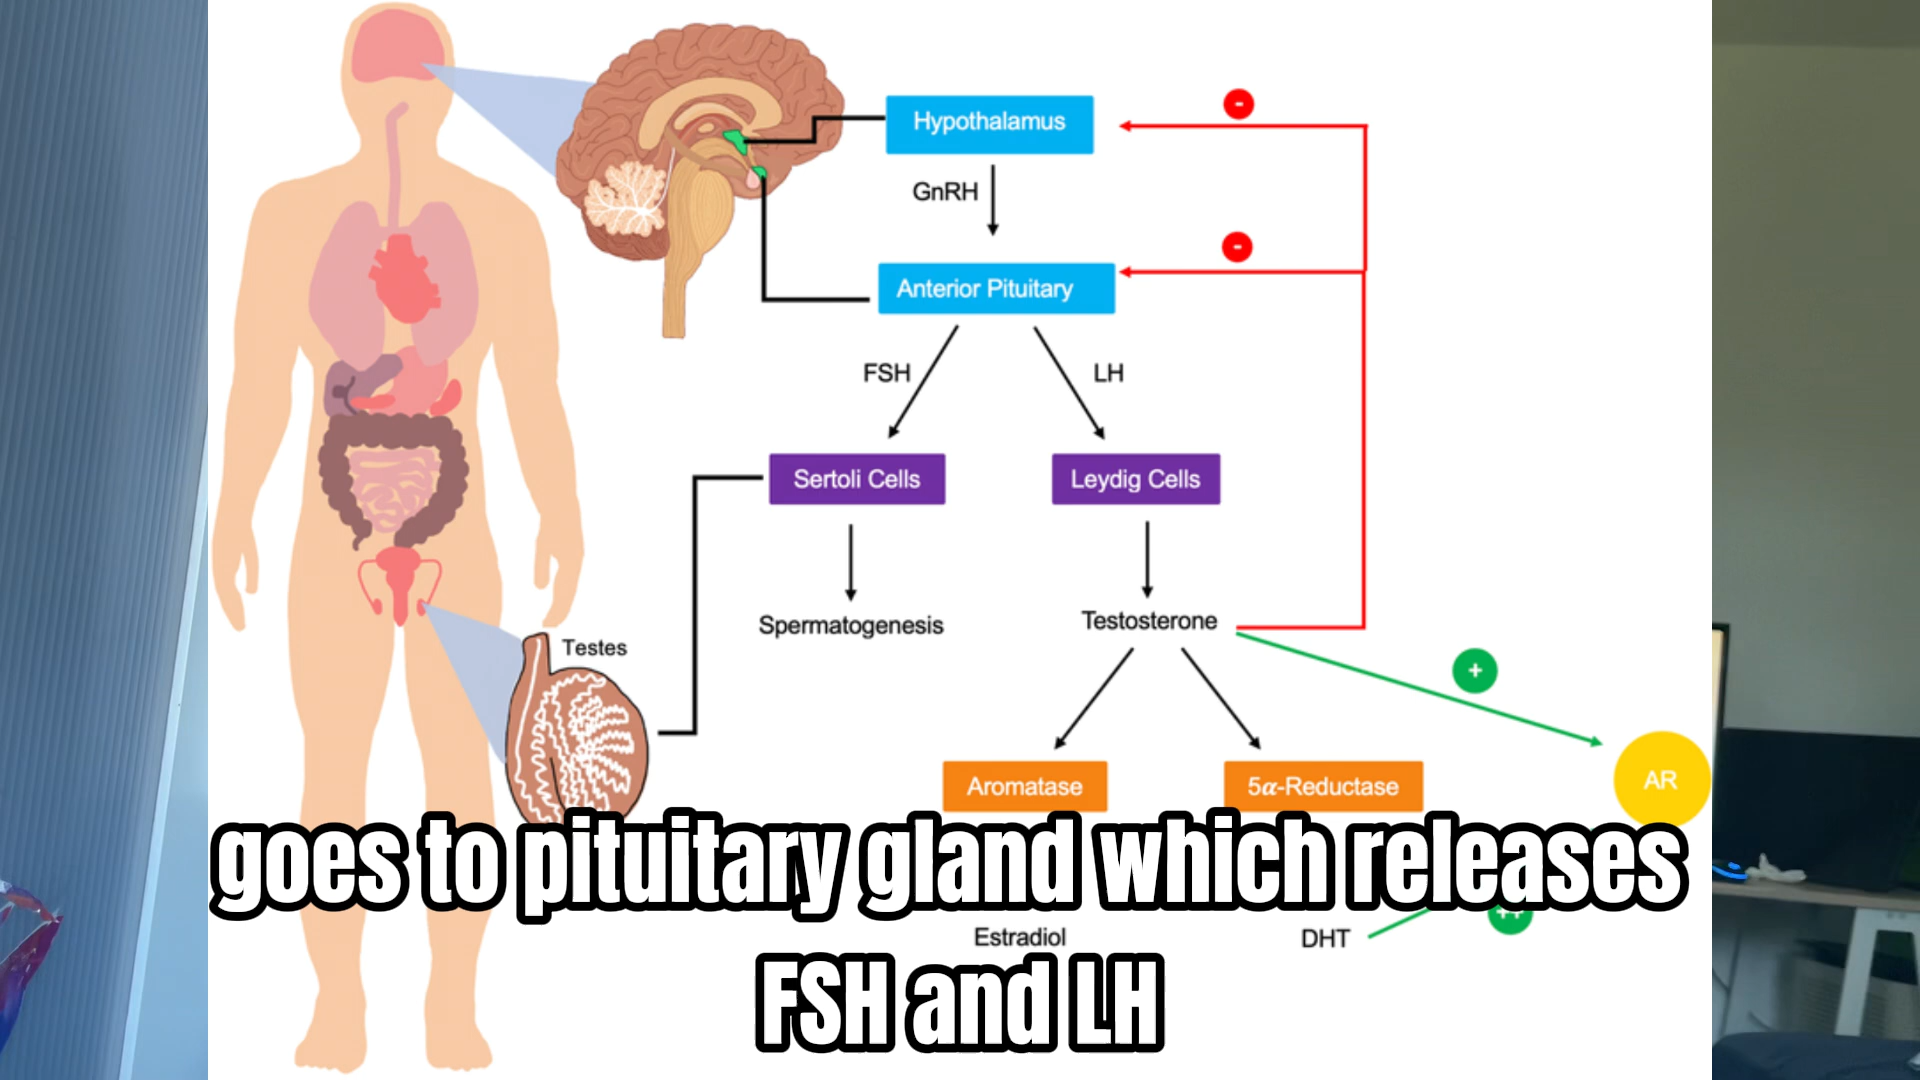 Hypothalamus
-
GnRH
-
Anterior Pituitary
FSH
LH
Sertoli Cells
Leydig Cells
Spermatogenesis
Testosterone
Testes
+
Aromatase
5α-Reductase
AR
goes to pituitary gland which releases
FSH and LH
Estradiol
DHT
++